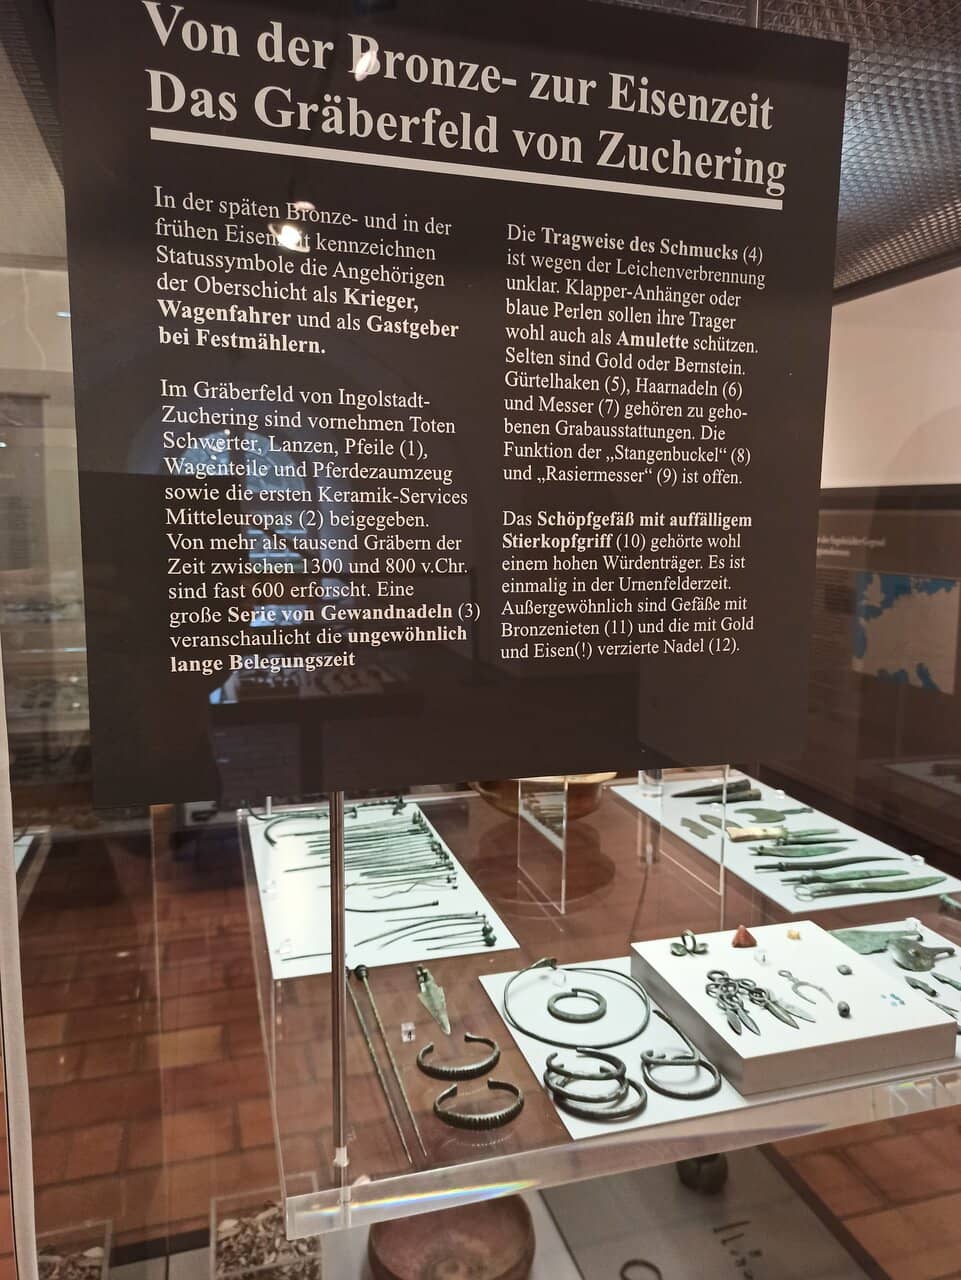 Von der Bronze- zur Eisenzeit
Das Gräberfeld von Zuchering
In der späten Bronze- und in der
frühen Eisenzeit kennzeichnen
Statussymbole die Angehörigen
der Oberschicht als Krieger,
Wagenfahrer und als Gastgeber
bei Festmählern.
Im Gräberfeld von Ingolstadt-
Zuchering sind vornehmen Toten
Schwerter, Lanzen, Pfeile (1),
Wagenteile und Pferdezaumzeug
sowie die ersten Keramik-Services
Mitteleuropas (2) beigegeben.
Von mehr als tausend Gräbern der
Zeit zwischen 1300 und 800 v.Chr.
sind fast 600 erforscht. Eine
große Serie von Gewandnadeln (3)
veranschaulicht die ungewöhnlich
lange Belegungszeit
Die Tragweise des Schmucks (4)
ist wegen der Leichenverbrennung
unklar. Klapper-Anhänger oder
blaue Perlen sollen ihre Trager
wohl auch als Amulette schützen.
Selten sind Gold oder Bernstein.
Gürtelhaken (5), Haarnadeln (6)
und Messer (7) gehören zu geho-
benen Grabausstattungen. Die
Funktion der „Stangenbuckel“ (8)
und „Rasiermesser“ (9) ist offen.
Das Schöpfgefäß mit auffälligem
Stierkopfgriff (10) gehörte wohl
einem hohen Würdenträger. Es ist
einmalig in der Urnenfelderzeit.
Außergewöhnlich sind Gefäße mit
Bronzenieten (11) und die mit Gold
und Eisen(!) verzierte Nadel (12).